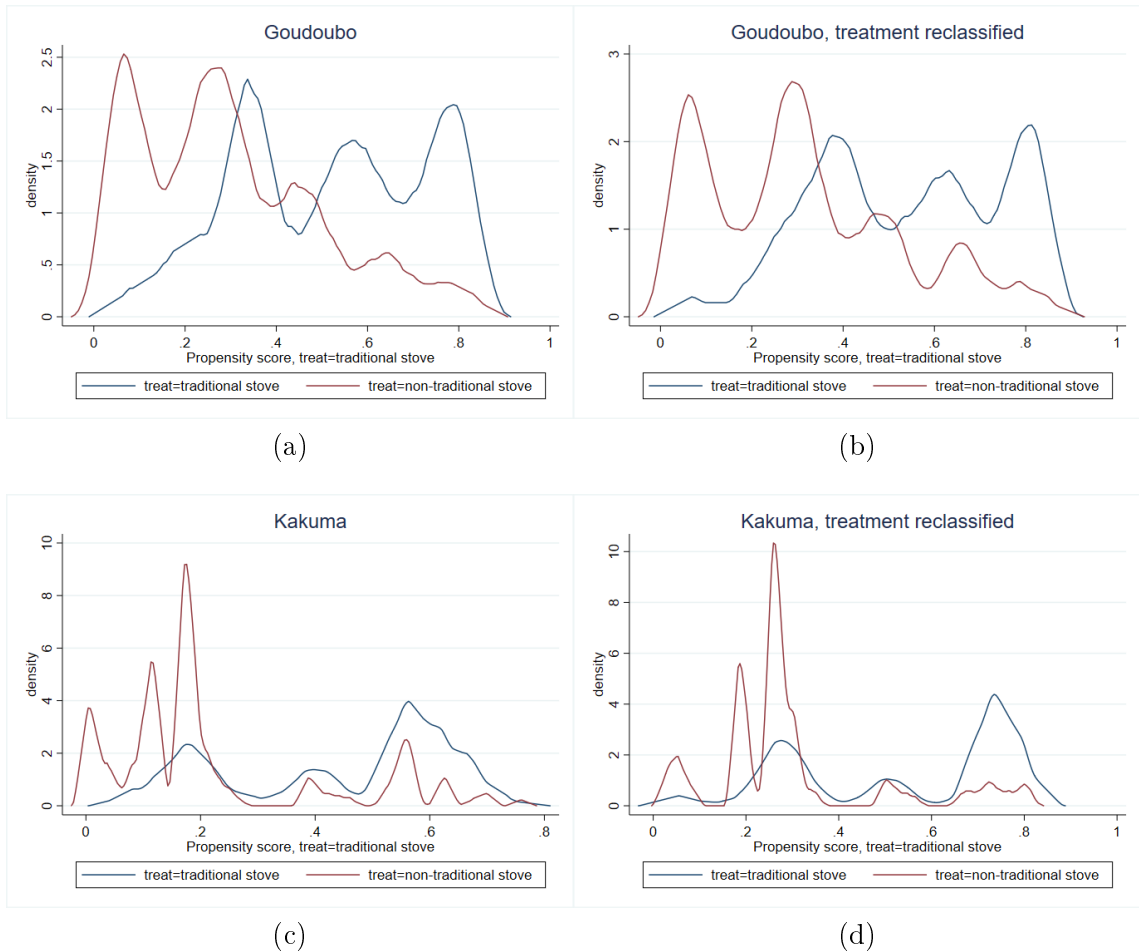 Goudoubo
2.5
2
1.5
1
.5
0
density
0 .2 .4 .6 .8 1
Propensity score, treat=traditional stove
treat=traditional stove treat=non-traditional stove
(a)
Goudoubo, treatment reclassified
3
2
1
0
density
0 .2 .4 .6 .8 1
Propensity score, treat=traditional stove
treat=traditional stove treat=non-traditional stove
(b)
Kakuma
10
8
6
4
2
0
density
0 .2 .4 .6 .8
Propensity score, treat=traditional stove
treat=traditional stove treat=non-traditional stove
(c)
Kakuma, treatment reclassified
10
8
6
4
2
0
density
0 .2 .4 .6 .8 1
Propensity score, treat=traditional stove
treat=traditional stove treat=non-traditional stove
(d)